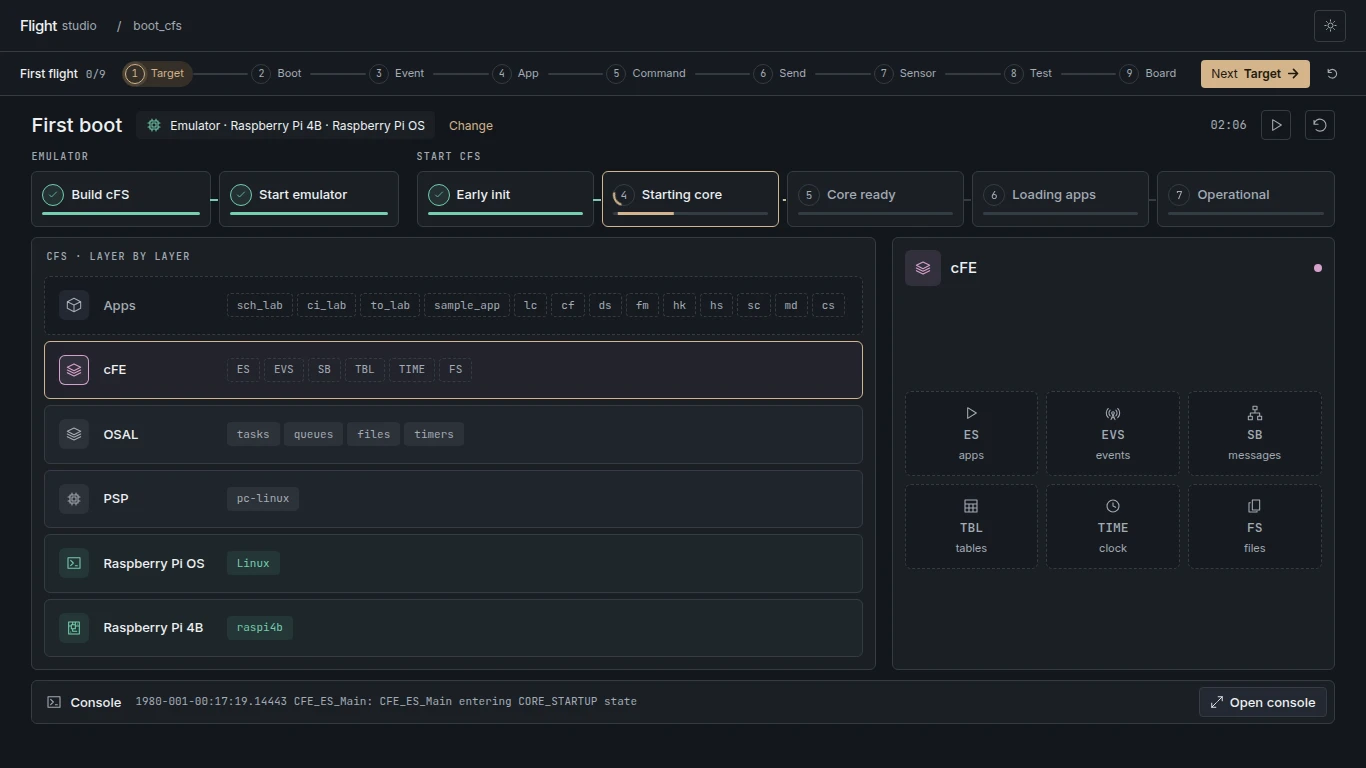 Flight studio / boot_cfs
First flight 0/9 1 Target 2 Boot 3 Event 4 App 5 Command 6 Send 7 Sensor 8 Test 9 Board Next Target →
First boot Emulator · Raspberry Pi 4B · Raspberry Pi OS Change 02:06
EMULATOR START CFS
Build cFS Start emulator Early init 4 Starting core 5 Core ready 6 Loading apps 7 Operational
CFS · LAYER BY LAYER
Apps sch_lab ci_lab to_lab sample_app lc cf ds fm hk hs sc md cs
cFE ES EVS SB TBL TIME FS
OSAL tasks queues files timers
PSP pc-linux
Raspberry Pi OS Linux
Raspberry Pi 4B raspi4b
cFE
ES EVS SB
apps events messages
TBL TIME FS
tables clock files
Console 1980-001-00:17:19.14443 CFE_ES_Main: CFE_ES_Main entering CORE_STARTUP state Open console